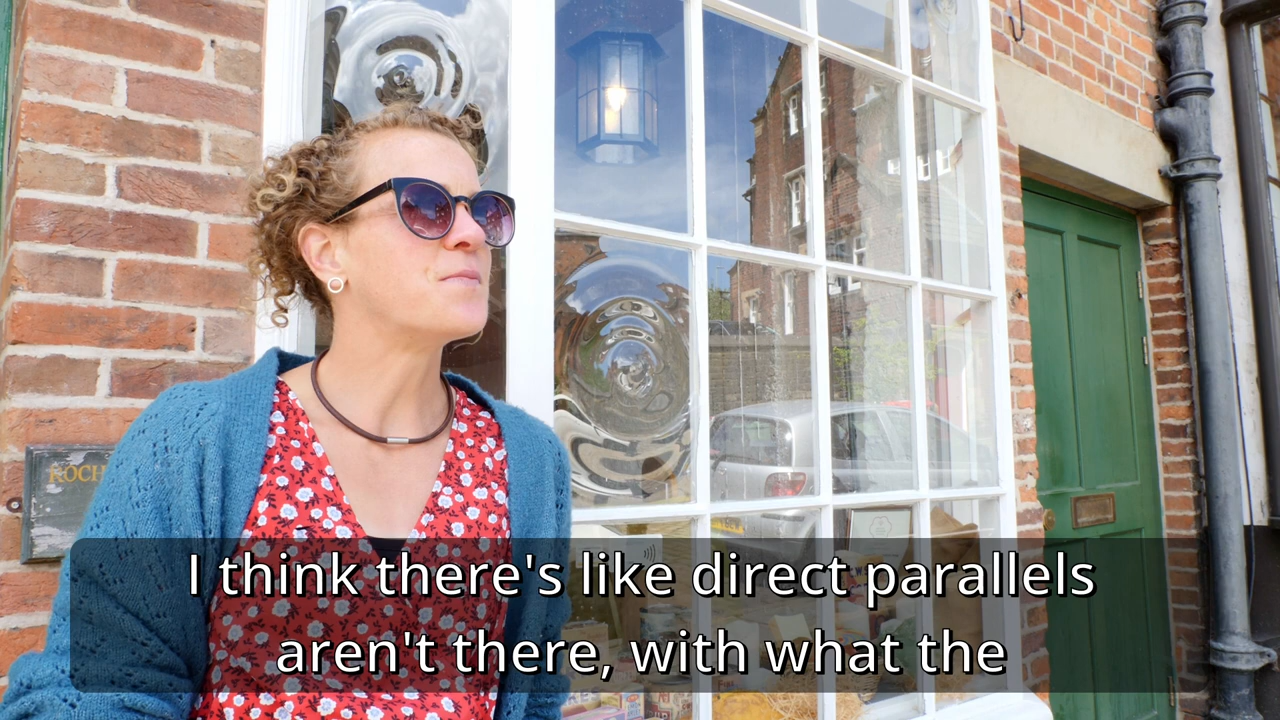 ROCH
I think there's like direct parallels
aren't there, with what the